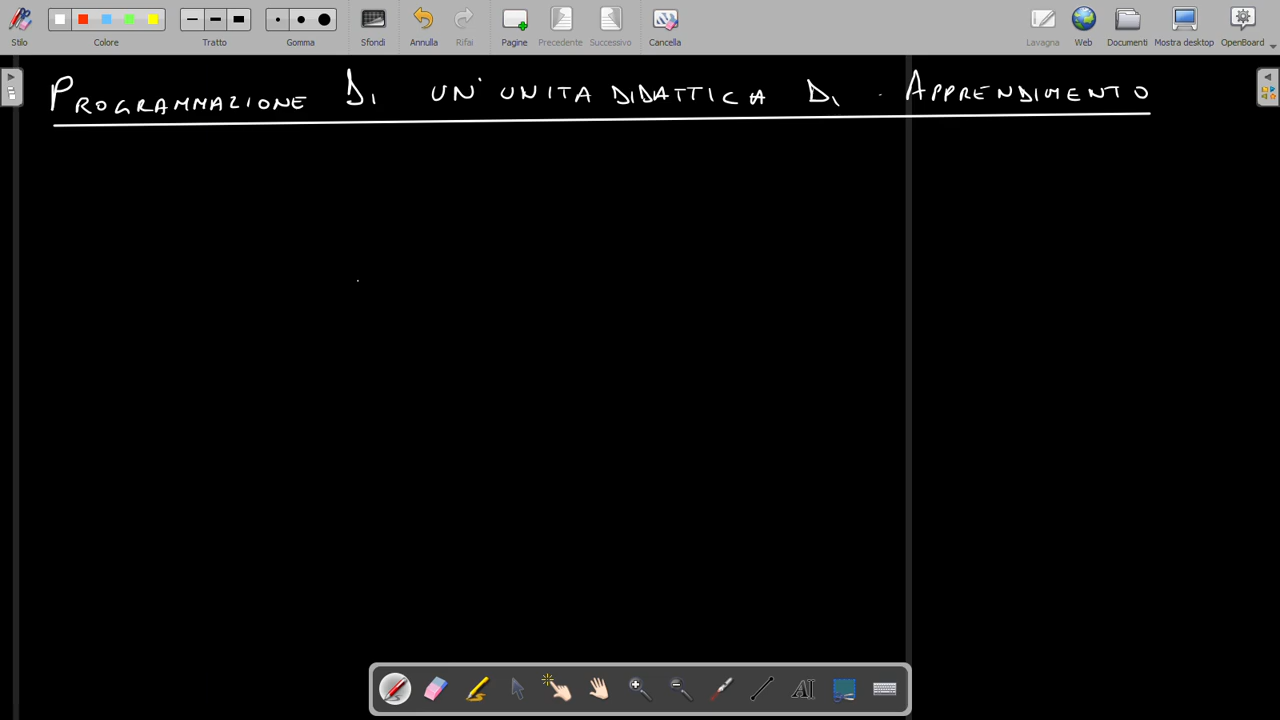 Stilo Colore Tratto Gomma Sfondi Annulla Rifai Pagine Precedente Successivo Cancella Lavagna Web Documenti Mostra desktop OpenBoard
PROGRAMMAZIONE DI UN'UNITA DIDATTICA DI APPRENDIMENTO
AI